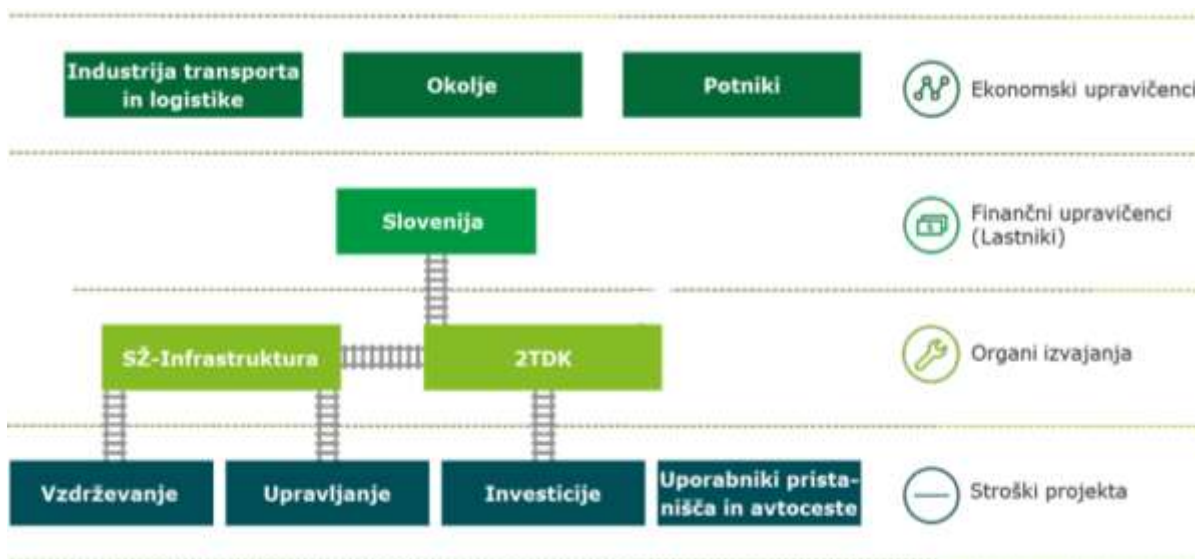 Industrija transporta
in logistike
Okolje
Potniki
Ekonomski upravičenci
Slovenija
Finančni upravičenci
(Lastniki)
SŽ-Infrastruktura
2TDK
Organi izvajanja
Vzdrževanje
Upravljanje
Investicije
Uporabniki prista-
nišča in avtoceste
Stroški projekta